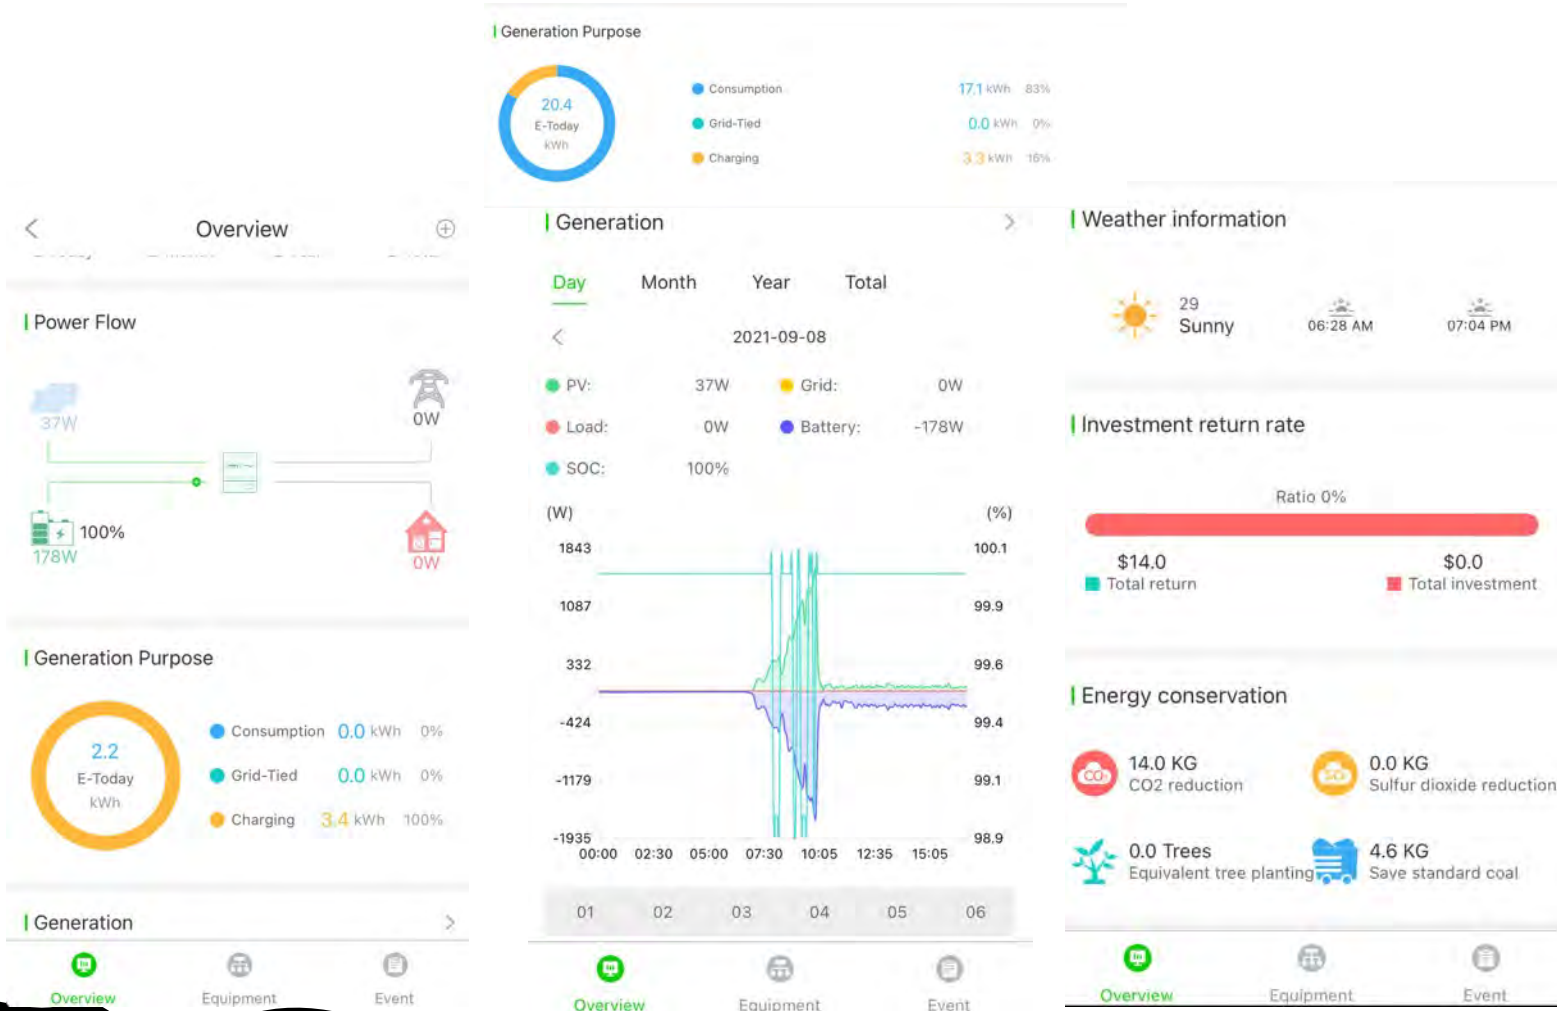 Generation Purpose
20.4
E-Today
kWh
Consumption 17.1 kWh 83%
Grid-Tied 0.0 kWh 0%
Charging 3.3 kWh 16%
Overview
Power Flow
37W
0W
100%
178W
0W
Generation Purpose
2.2
E-Today
kWh
Consumption 0.0 kWh 0%
Grid-Tied 0.0 kWh 0%
Charging 3.4 kWh 100%
Generation
Overview Equipment Event
Generation
Day Month Year Total
2021-09-08
PV: 37W Grid: 0W
Load: 0W Battery: -178W
SOC: 100%
(W) (%)
1843 100.1
1087 99.9
332 99.6
-424 99.4
-1179 99.1
-1935 98.9
00:00 02:30 05:00 07:30 10:05 12:35 15:05
01 02 03 04 05 06
Overview Equipment Event
Weather information
29
Sunny
06:28 AM 07:04 PM
Investment return rate
Ratio 0%
$14.0 $0.0
Total return Total investment
Energy conservation
CO2
14.0 KG
CO2 reduction
0.0 KG
Sulfur dioxide reduction
0.0 Trees
Equivalent tree planting
4.6 KG
Save standard coal
Overview Equipment Event